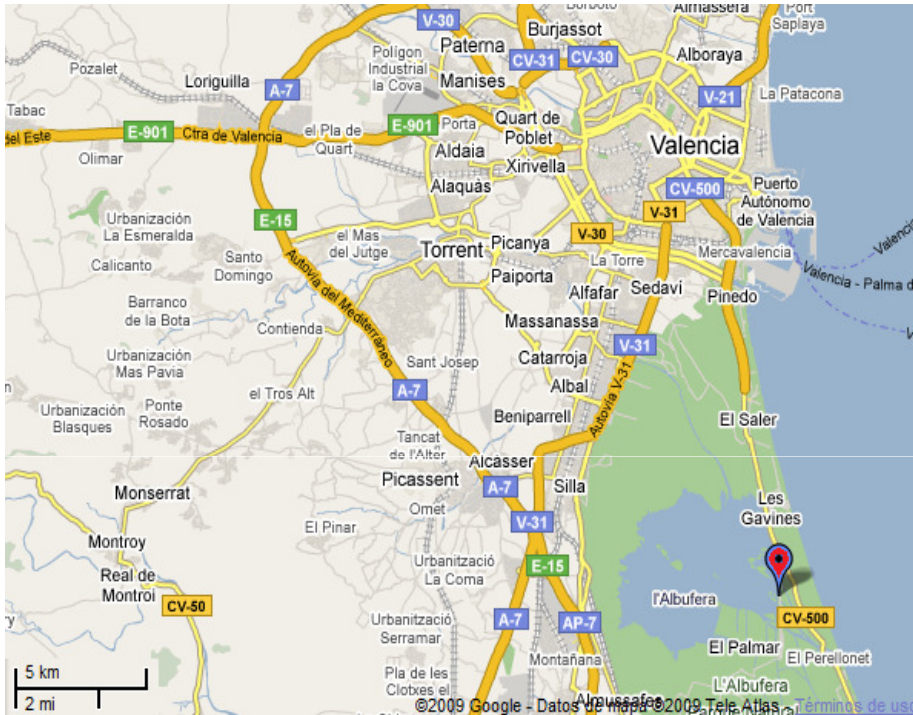 V-30
Burjassot
Borboto
Almassera
Port
Saplaya
Paterna
Polígon
Industrial
la Cova
CV-31
CV-30
Alboraya
Pozalet
Loriguilla
A-7
Manises
V-21
La Patacona
Tabac
del Este
E-901
Ctra de Valencia
el Pla de
Quart
E-901
Porta
Quart de
Poblet
Valencia
Olimar
Aldaia
Xirivella
Alaquàs
CV-500
Puerto
Autónomo
de Valencia
Urbanización
La Esmeralda
E-15
V-31
el Mas
del Jutge
Torrent
Picanya
V-30
Mercavalencia
Calicanto
Santo
Domingo
Autovía del Mediterráneo
Paiporta
La Torre
Valencia
Valencia - Palma d
V
Sedaví
Pinedo
Alfafar
Barranco
de la Bota
Contienda
Massanassa
V-31
Urbanización
Mas Pavia
Sant Josep
Catarroja
Autovía V-31
el Tros Alt
A-7
Albal
Urbanización
Blasques
Ponte
Rosado
Beniparrell
El Saler
Tancat
de l'Alter
Alcasser
Monserrat
Picassent
A-7
Silla
Les
Gavines
Omet
El Pinar
V-31
Montroy
Urbanització
La Coma
E-15
Real de
Montroi
CV-50
l'Albufera
CV-500
ry
Urbanització
Serramar
A-7
AP-7
El Palmar
El Perellonet
5 km
2 mi
Pla de les
Clotxes el
Montañana
L'Albufera
Parque Natural
Almussafes
©2009 Google - Datos de mapa ©2009 Tele Atlas - Términos de uso